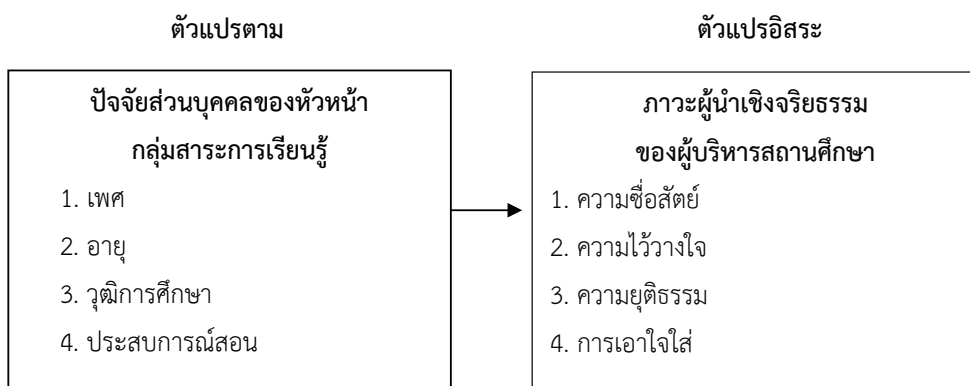 ตัวแปรตาม
ตัวแปรอิสระ
ปัจจัยส่วนบุคคลของหัวหน้า
กลุ่มสาระการเรียนรู้
1. เพศ
2. อายุ
3. วุฒิการศึกษา
4. ประสบการณ์สอน
ภาวะผู้นำเชิงจริยธรรม
ของผู้บริหารสถานศึกษา
1. ความซื่อสัตย์
2. ความไว้วางใจ
3. ความยุติธรรม
4. การเอาใจใส่